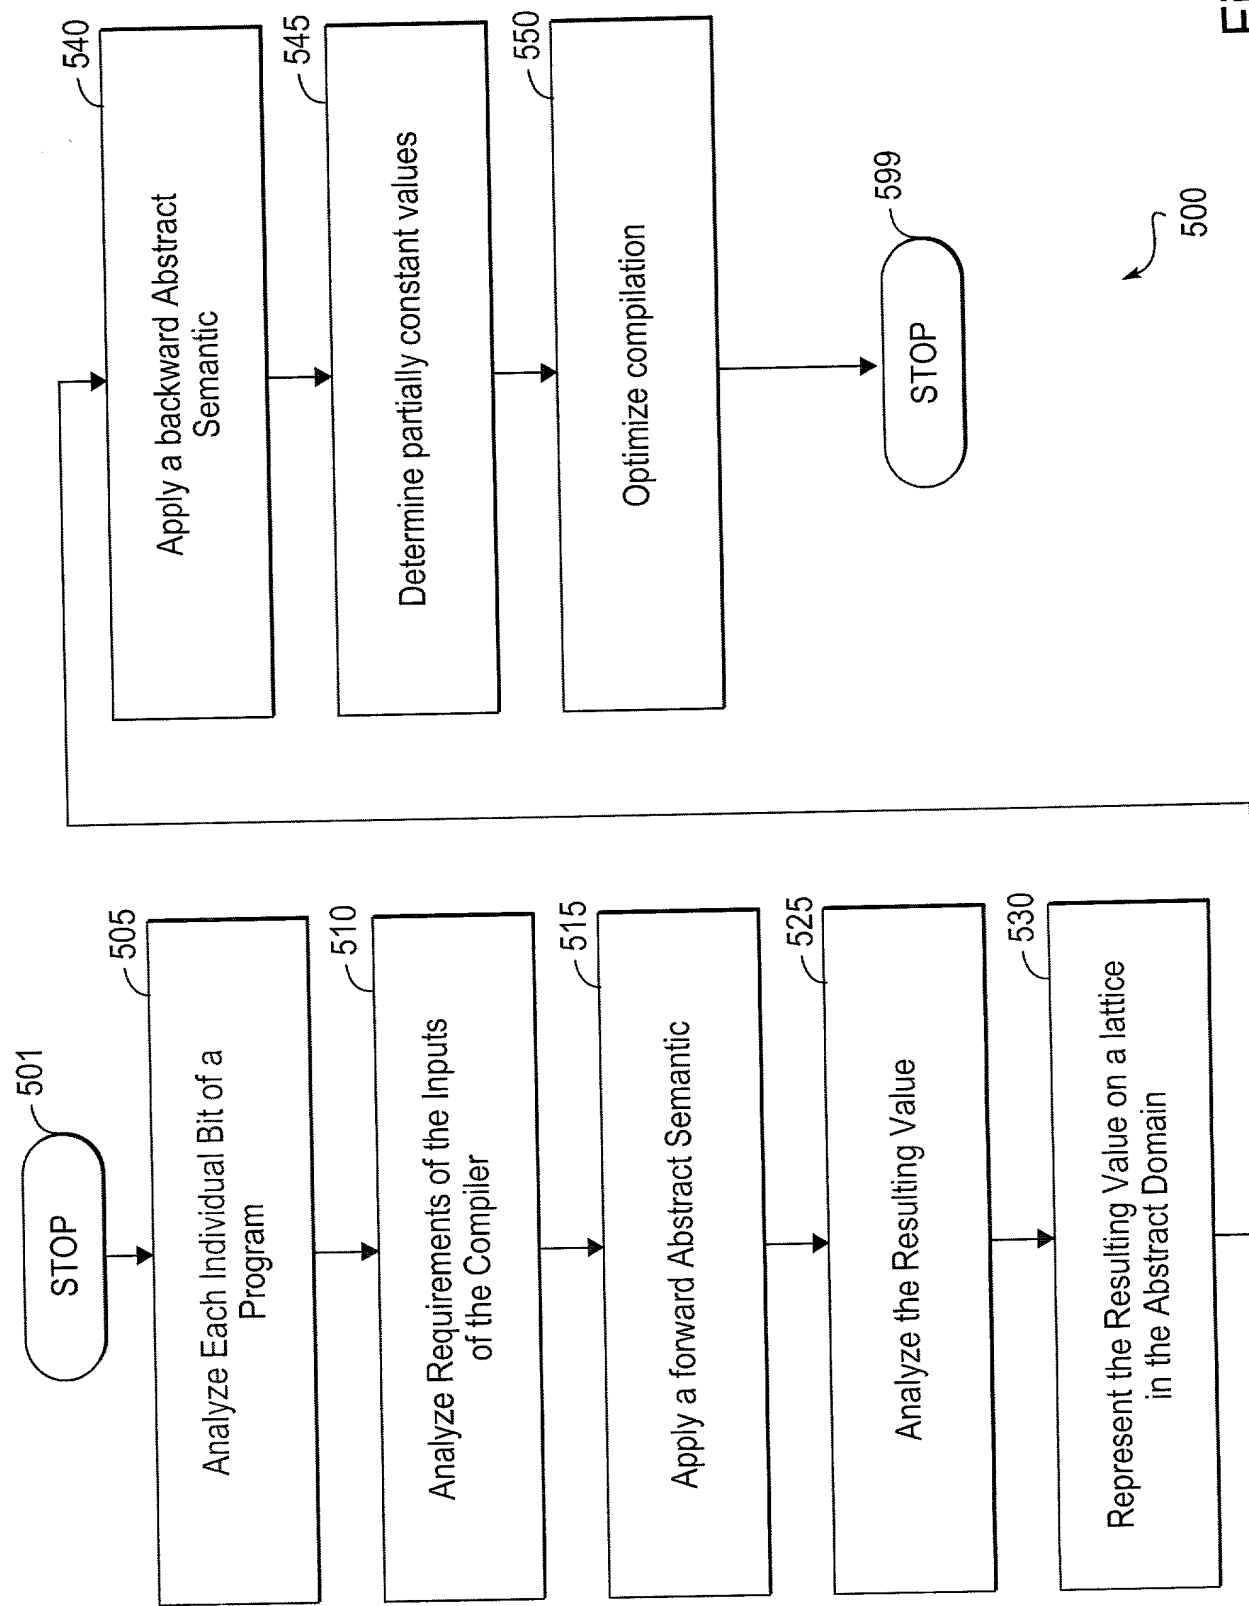 STOP
501
505
Analyze Each Individual Bit of a
Program
510
Analyze Requirements of the Inputs
of the Compiler
515
Apply a forward Abstract Semantic
525
Analyze the Resulting Value
530
Represent the Resulting Value on a lattice
in the Abstract Domain
540
Apply a backward Abstract
Semantic
545
Determine partially constant values
550
Optimize compilation
599
STOP
500